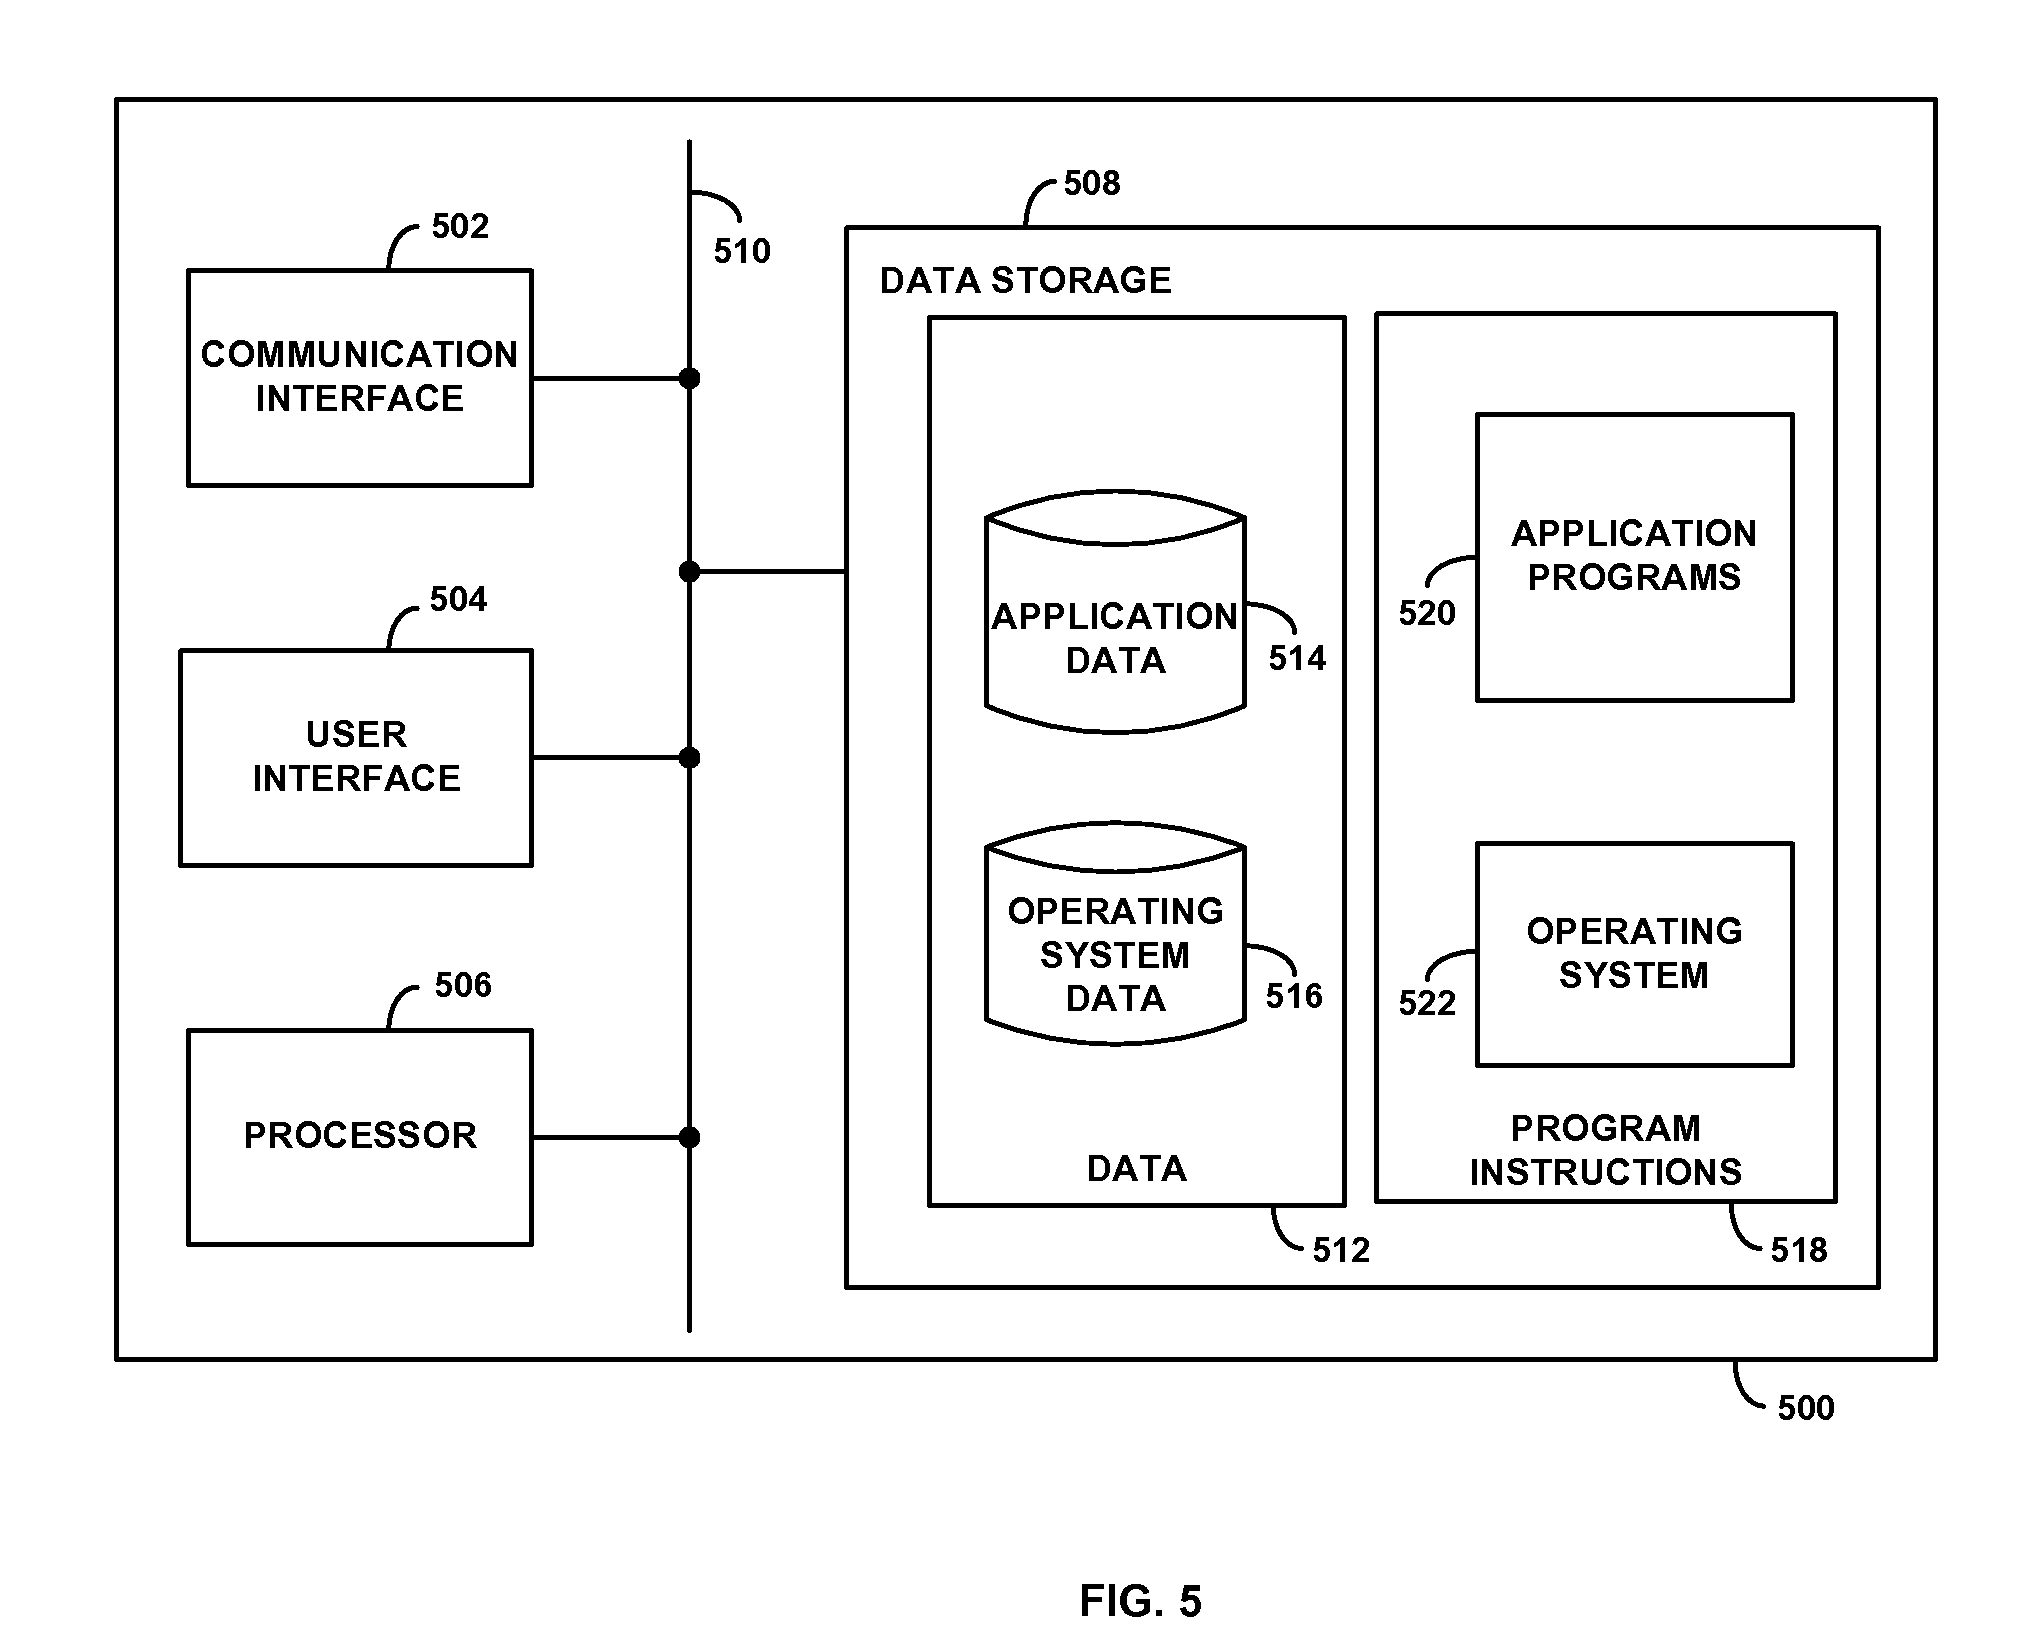 502
COMMUNICATION
INTERFACE
504
USER
INTERFACE
506
PROCESSOR
510
508
DATA STORAGE
APPLICATION
DATA
514
OPERATING
SYSTEM
DATA
516
DATA
512
APPLICATION
PROGRAMS
520
OPERATING
SYSTEM
522
PROGRAM
INSTRUCTIONS
518
500
FIG. 5